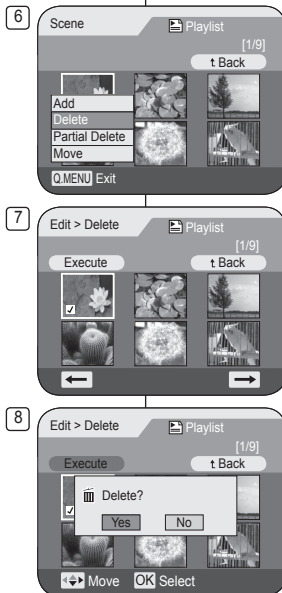 6
Scene
Playlist
[1/9]
t Back
Add
Delete
Partial Delete
Move
Q.MENU Exit
7
Edit > Delete
Playlist
[1/9]
Execute
t Back
8
Edit > Delete
Playlist
[1/9]
Execute
t Back
Delete?
Yes No
Move OK Select